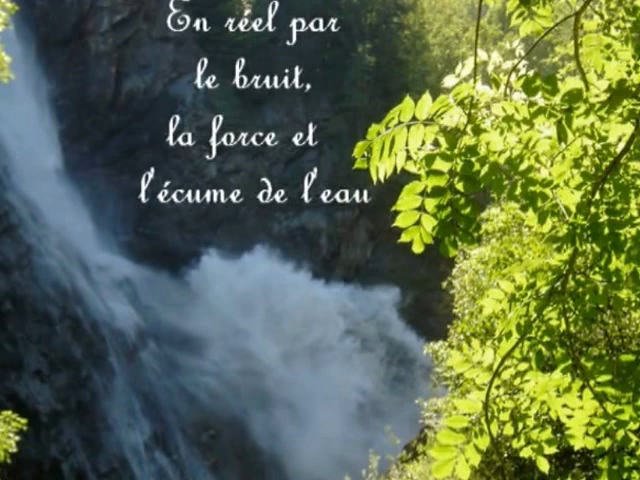 En réel par
le bruit,
la force et
l'écume de l'eau